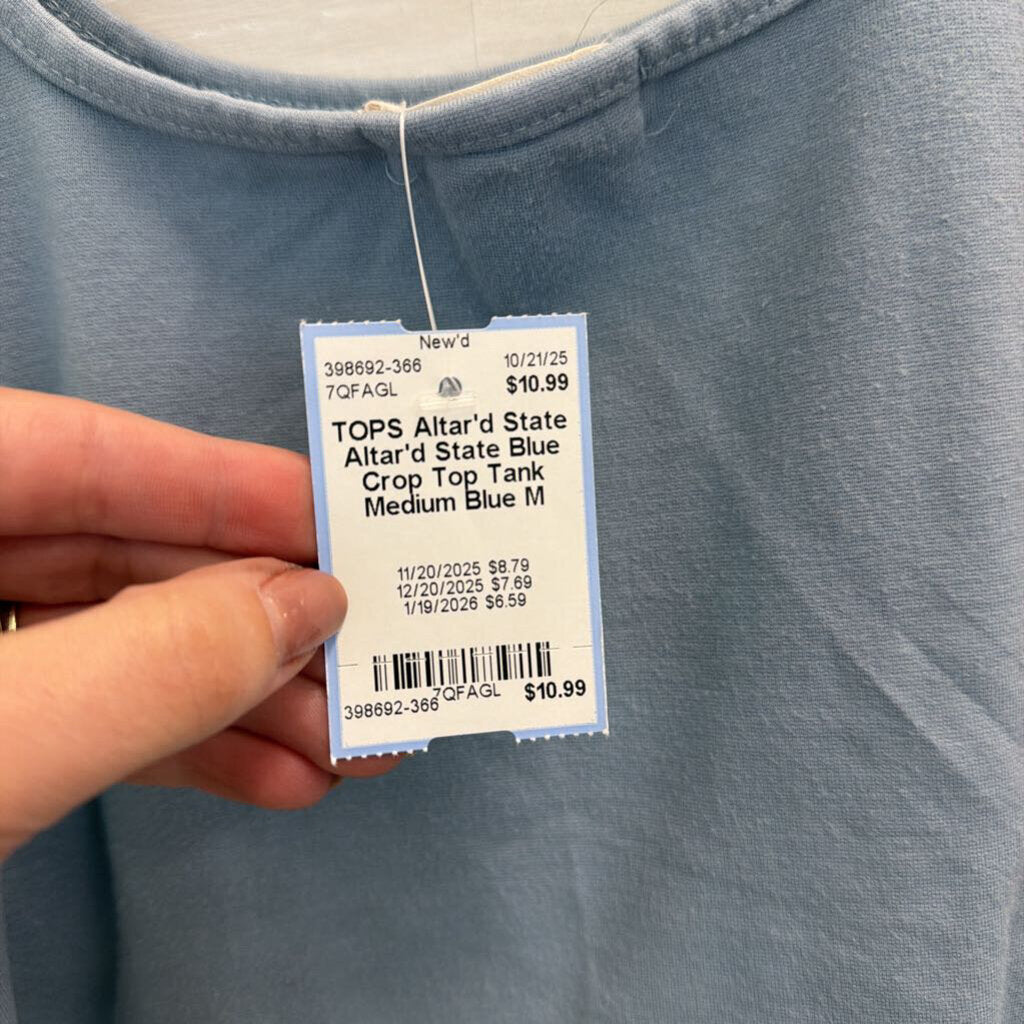 New'd
398692-366 10/21/25
7QFAGL $10.99
TOPS Altar'd State
Altar'd State Blue
Crop Top Tank
Medium Blue M
11/20/2025 $8.79
12/20/2025 $7.69
1/19/2026 $6.59
7QFAGL $10.99
398692-366